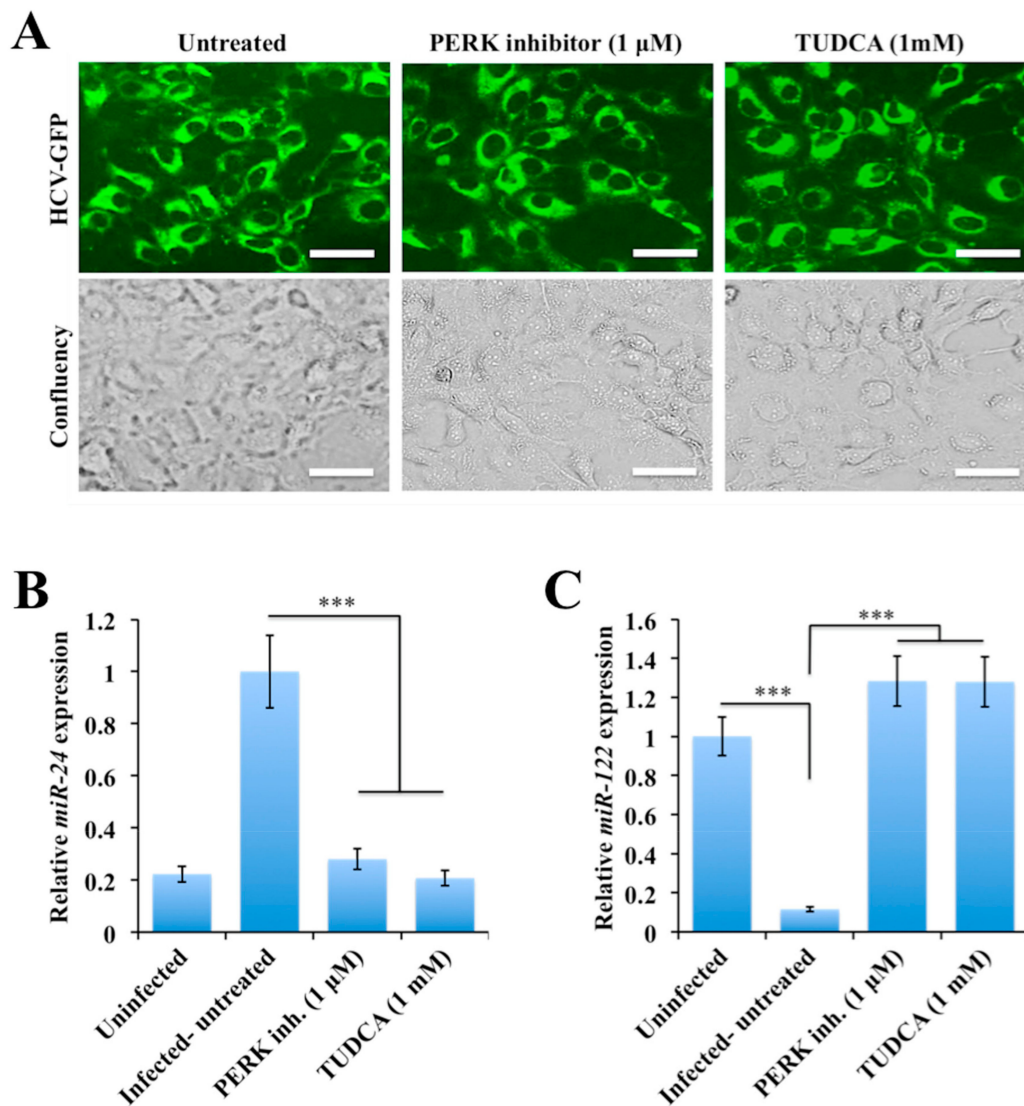 A
Untreated
PERK inhibitor (1 μM)
TUDCA (1mM)
HCV-GFP
Confluency
B
Relative miR-24 expression
1.2
1
0.8
0.6
0.4
0.2
0
***
Uninfected
Infected- untreated
PERK inh. (1 μM)
TUDCA (1 mM)
C
Relative miR-122 expression
1.6
1.4
1.2
1
0.8
0.6
0.4
0.2
0
***
***
Uninfected
Infected- untreated
PERK inh. (1 μM)
TUDCA (1 mM)